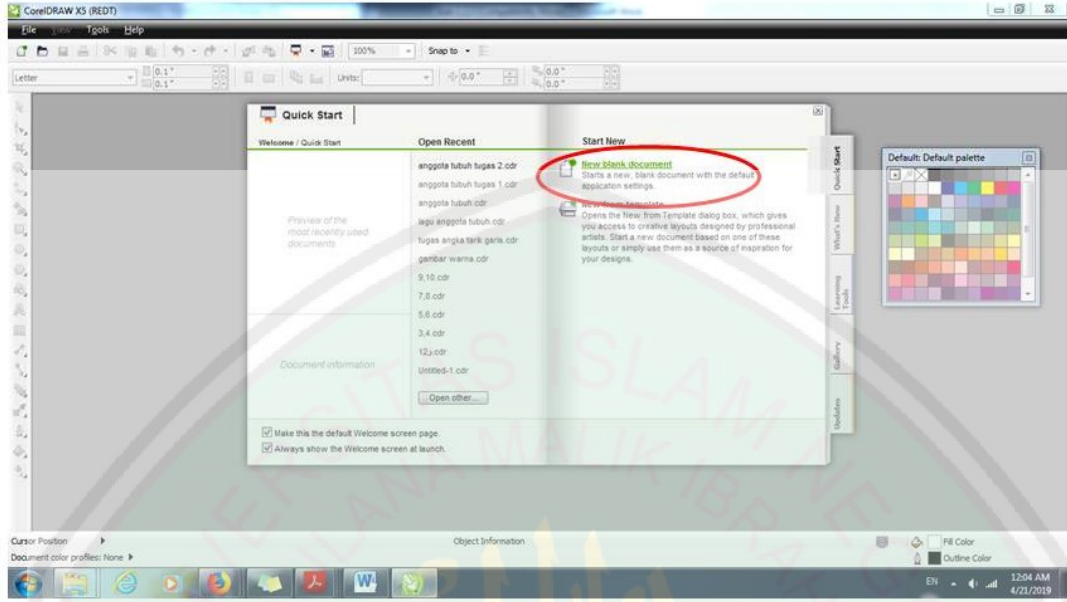 CorelDRAW X5 (REDT)
File View Tools Help
100% Snap to
Letter 0.1" 0.1" Units: 0.0" 0.0" 0.0"
Quick Start
Welcome / Quick Start
Preview of the
most recently used
documents
Document information
Open Recent
anggota tubuh tugas 2.cdr
anggota tubuh tugas 1.cdr
anggota tubuh.cdr
lagu anggota tubuh.cdr
tugas angka tarik garis.cdr
gambar warna.cdr
9,10.cdr
7,8.cdr
5,6.cdr
3,4.cdr
Untitled-1.cdr
Open other...
Start New
New blank document
Starts a new, blank document with the default
application settings.
New from template
Opens the New from Template dialog box, which gives
you access to creative layouts designed by professional
artists. Start a new document based on one of these
layouts or simply use them as a source of inspiration for
your designs.
Make this the default Welcome screen page.
Always show the Welcome screen at launch.
Quick Start
What's New
Learning
Tools
Gallery
Updates
Default: Default palette
Cursor Position
Object Information
Fill Color
Document color profiles: None
Outline Color
EN
12:04 AM
4/21/2019